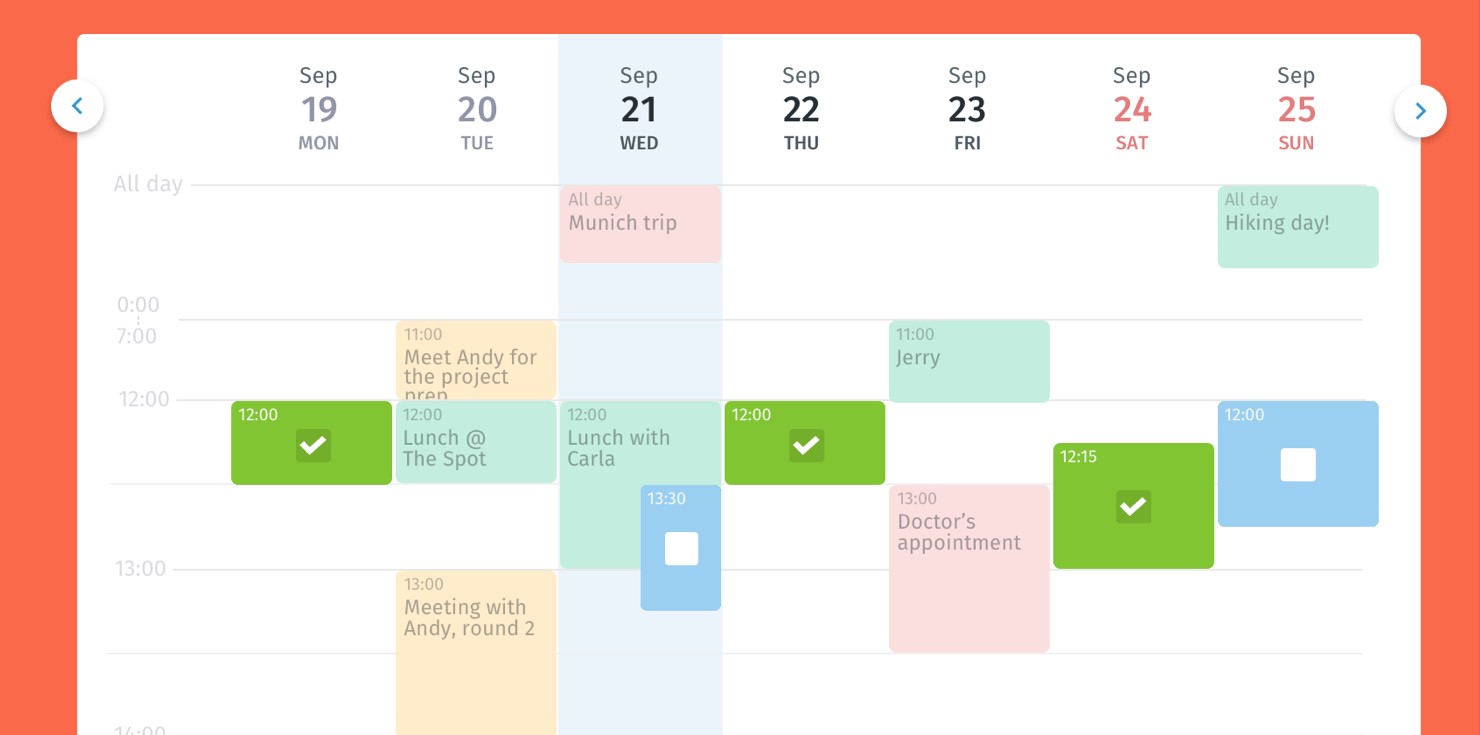 Sep
19
MON
Sep
20
TUE
Sep
21
WED
Sep
22
THU
Sep
23
FRI
Sep
24
SAT
Sep
25
SUN
All day
All day
Munich trip
All day
Hiking day!
0:00
7:00
11:00
Meet Andy for
the project
prep
11:00
Jerry
12:00
12:00
12:00
Lunch @
The Spot
12:00
Lunch with
Carla
12:00
12:15
12:00
13:30
13:00
Doctor’s
appointment
13:00
13:00
Meeting with
Andy, round 2
14:00